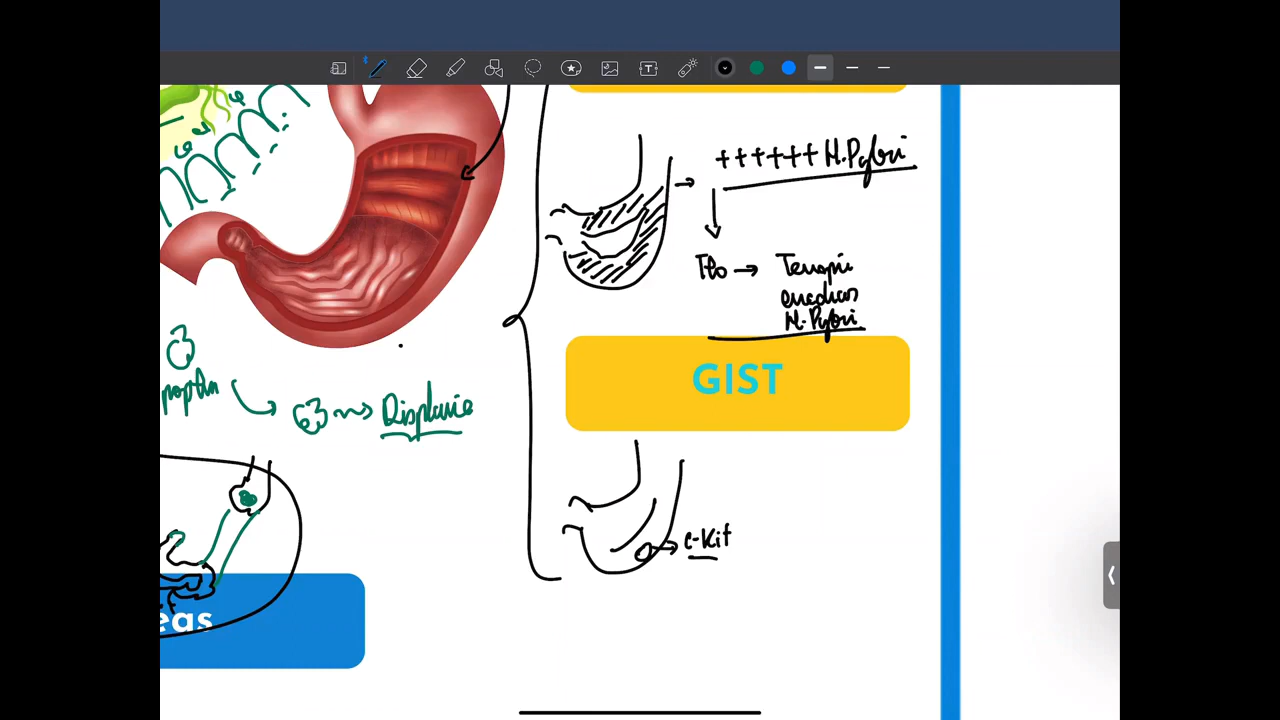 ++++++ H.Pylori
Tto → Terapia
erradicar
H.Pylori
GIST
Displasia
c-Kit
eas
T